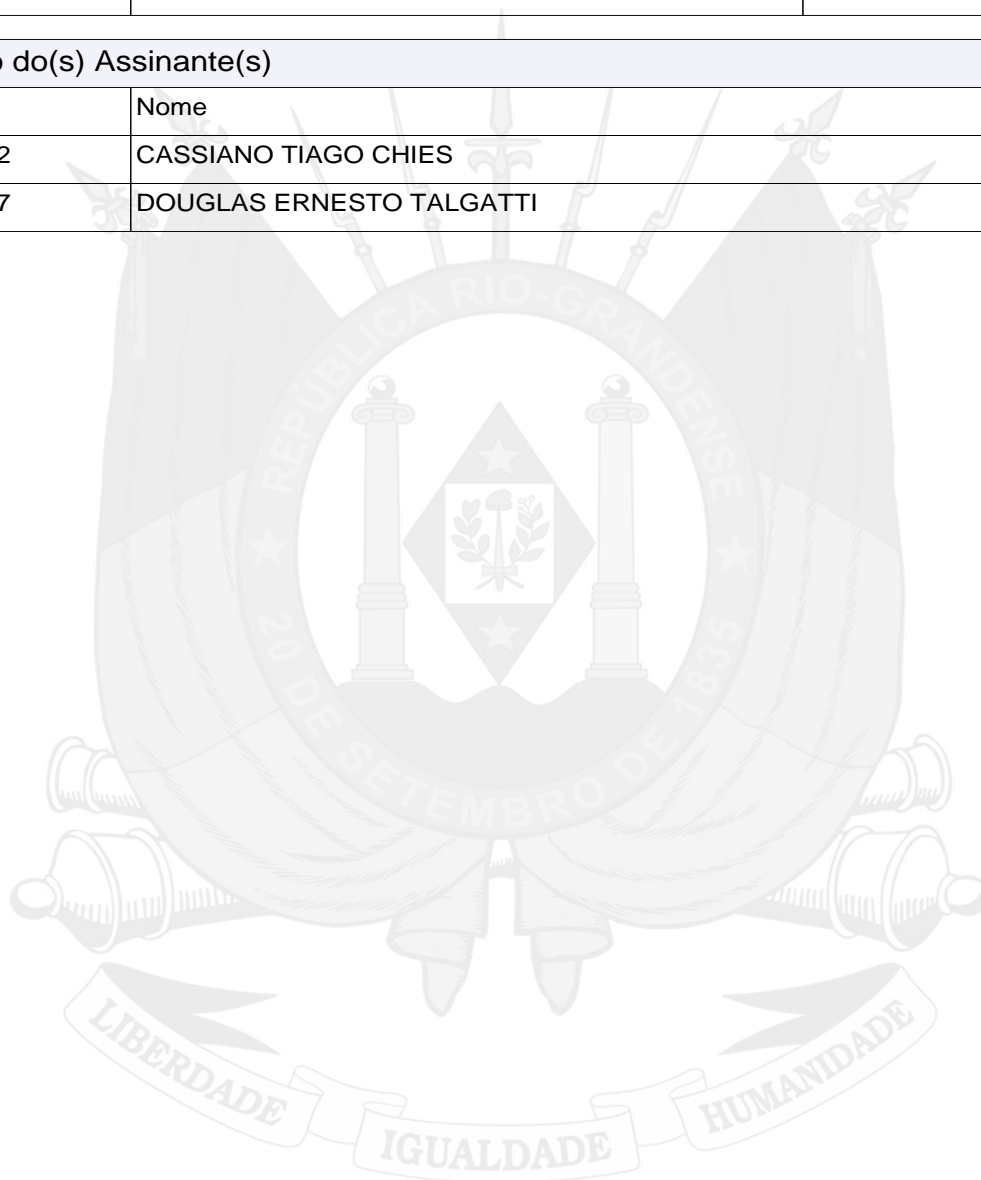 o do(s) Assinante(s)
Nome
2 CASSIANO TIAGO CHIES
7 DOUGLAS ERNESTO TALGATTI
REPÚBLICA RIO-GRANDENSE
★ 20 DE SETEMBRO DE 1835 ★
LIBERDADE IGUALDADE HUMANIDADE